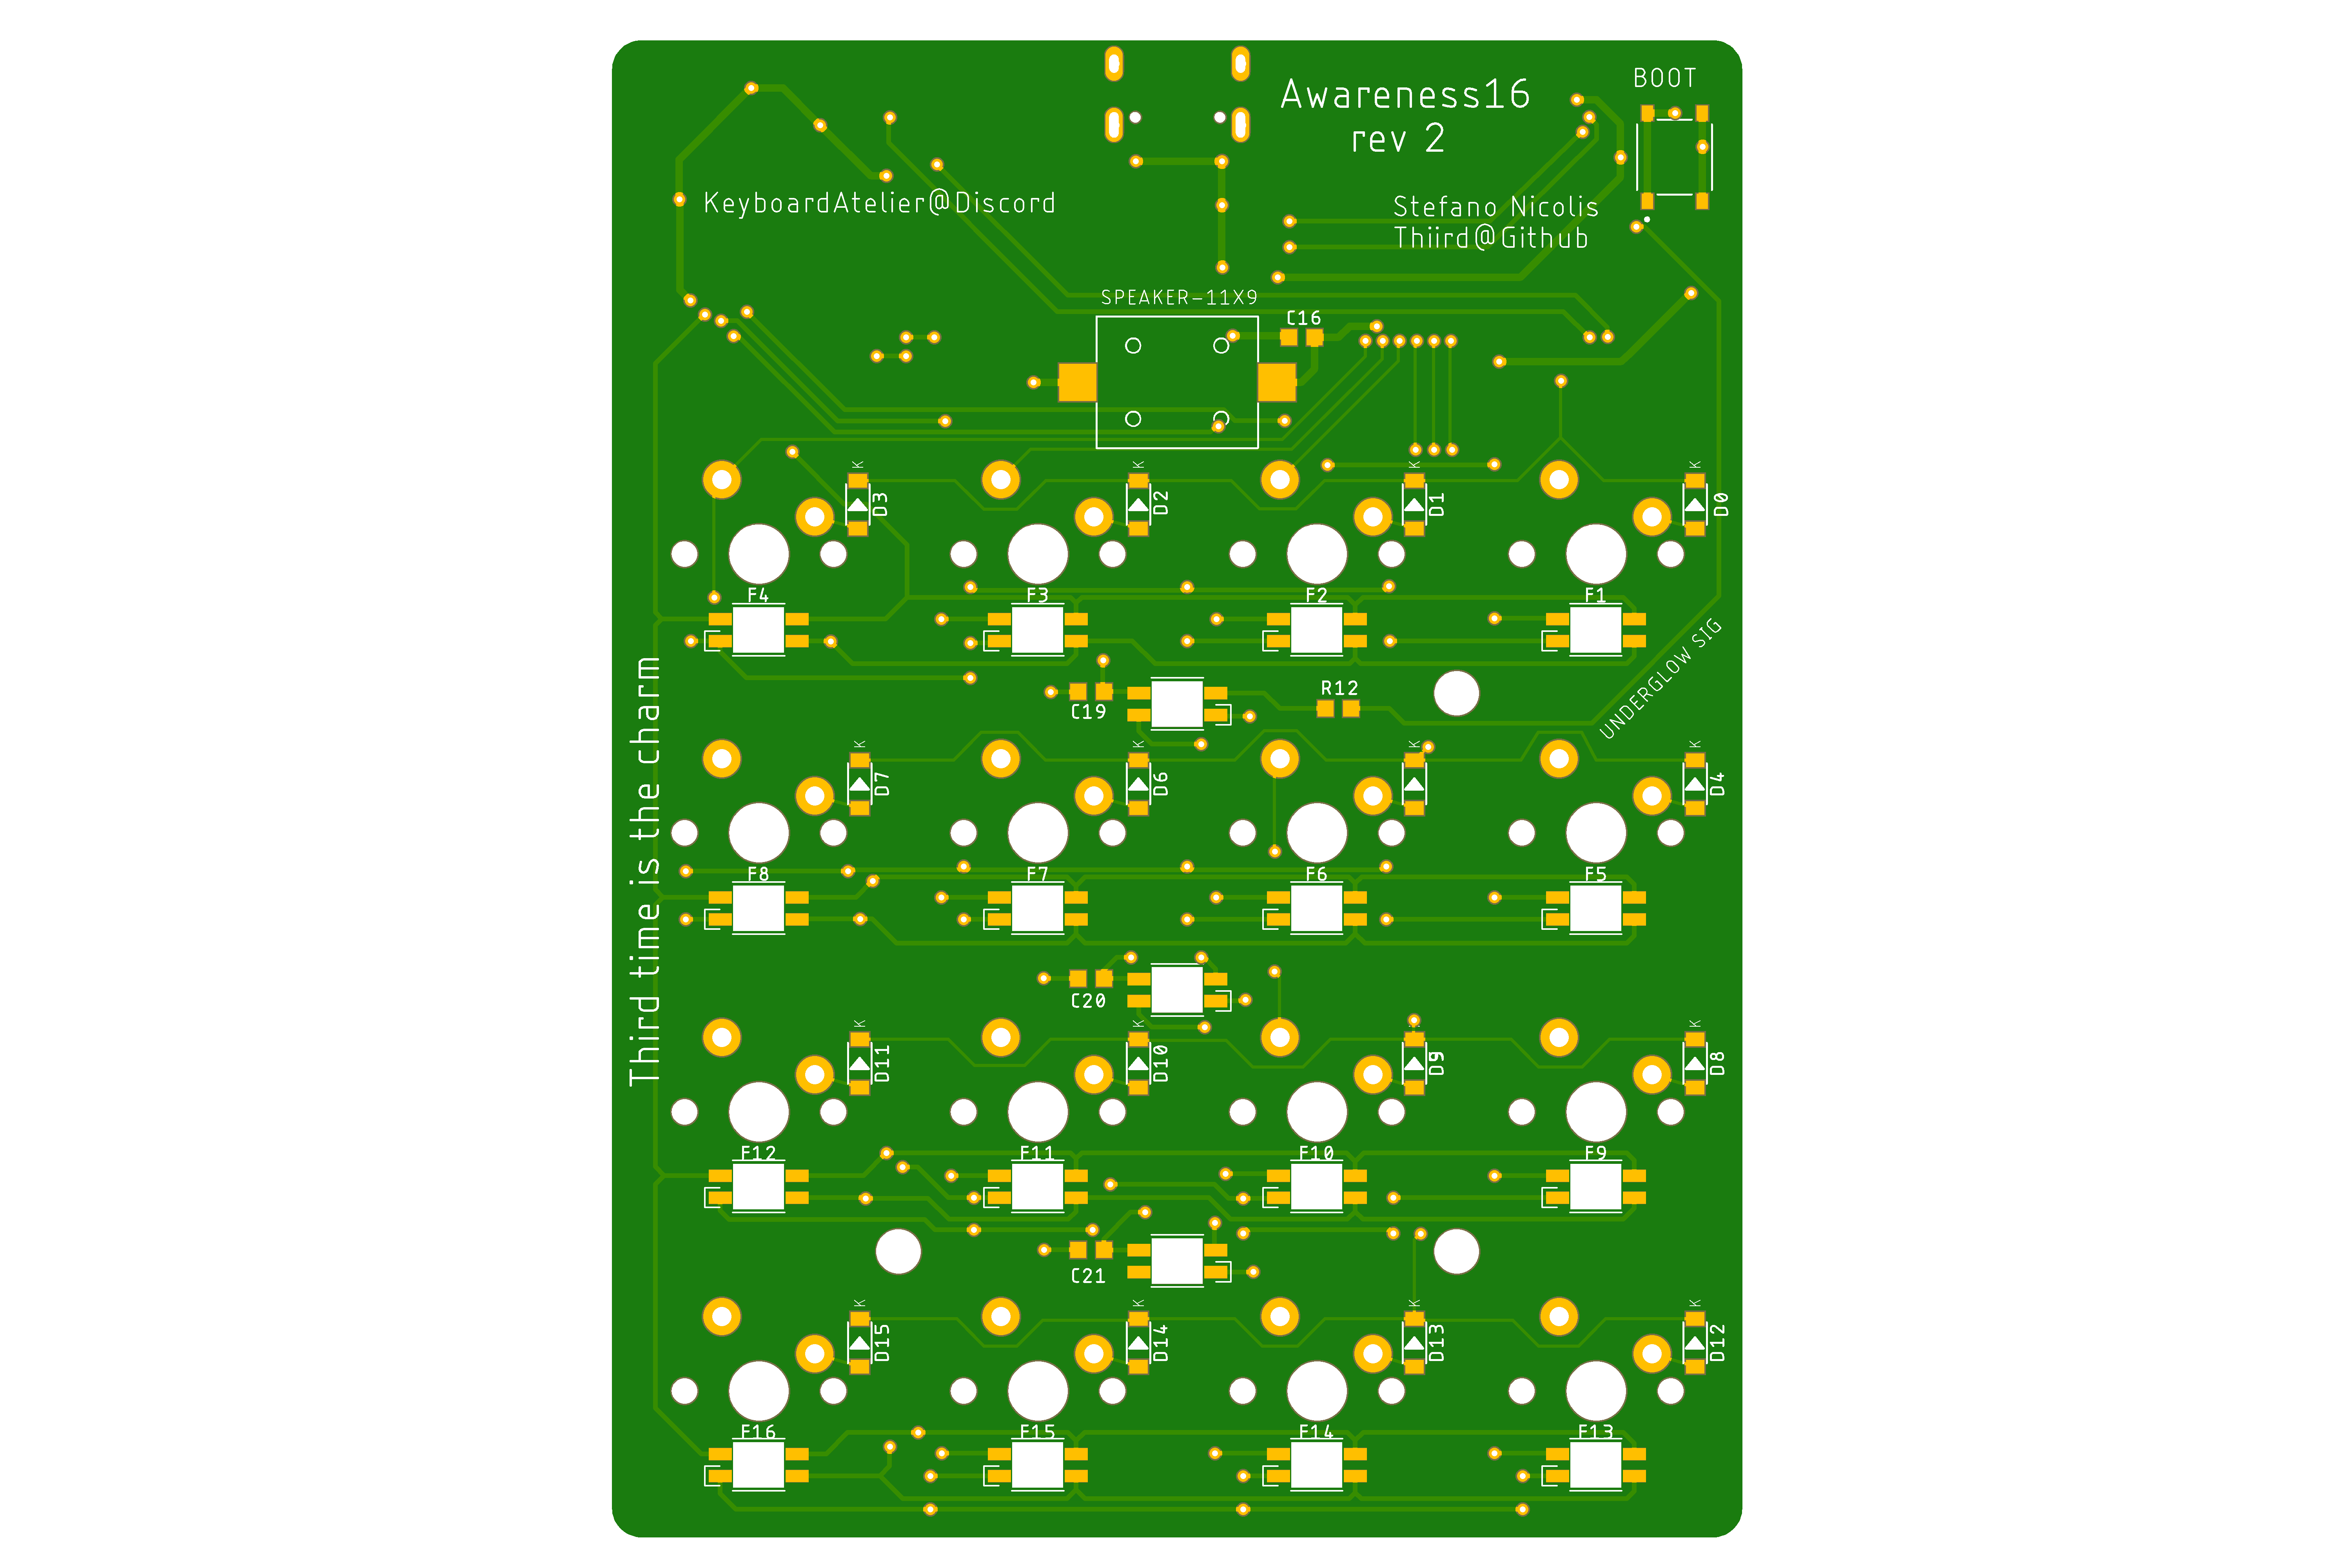 BOOT
Awareness16
rev 2
KeyboardAtelier@Discord
Stefano Nicolis
Thiird@Github
SPEAKER-11X9
C16
K
K
K
K
D3
D2
D1
D0
F4
F3
F2
F1
UNDERGLOW SIG
Third time is the charm
C19
R12
K
K
K
K
D7
D6
D4
F8
F7
F6
F5
C20
K
K
K
D11
D10
D8
F12
F11
F10
F9
C21
K
K
K
K
D15
D14
D13
D12
F16
F15
F14
F13